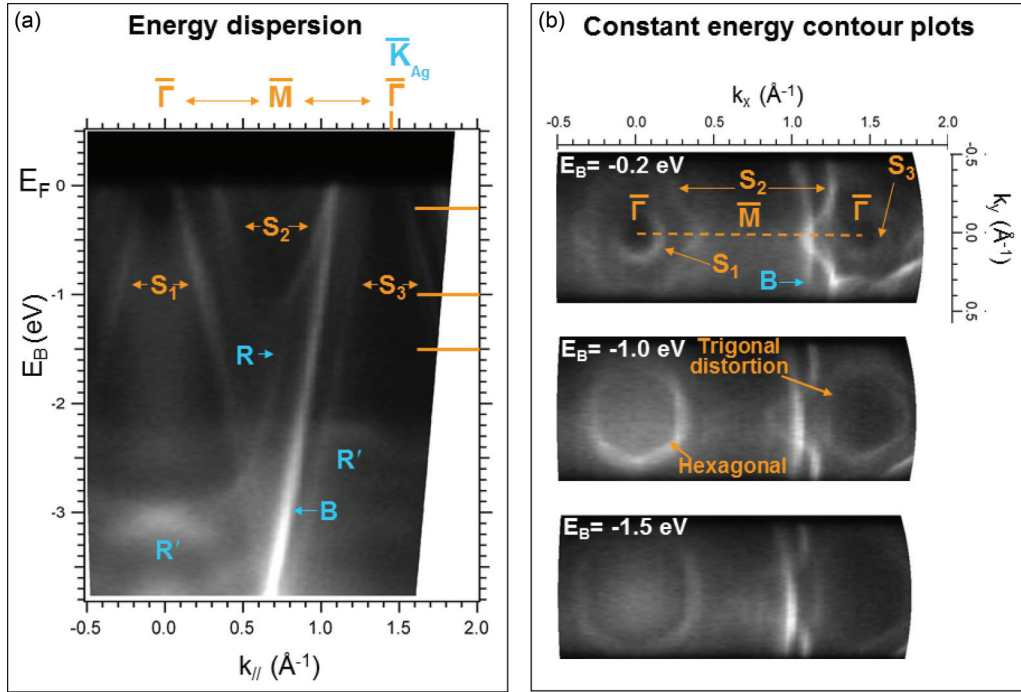 (a)
Energy dispersion
K̅Ag
Γ̅ M̅ Γ̅
EF
0
-1
-2
-3
EB (eV)
S1
S2
S3
R
R′
B
R′
-0.5 0.0 0.5 1.0 1.5 2.0
k// (Å-1)
(b)
Constant energy contour plots
kx (Å-1)
-0.5 0.0 0.5 1.0 1.5
EB= -0.2 eV
S2
S3
Γ̅ M̅ Γ̅
S1
B
-0.5
0.0
0.5
ky (Å-1)
EB= -1.0 eV
Trigonal
distortion
Hexagonal
EB= -1.5 eV